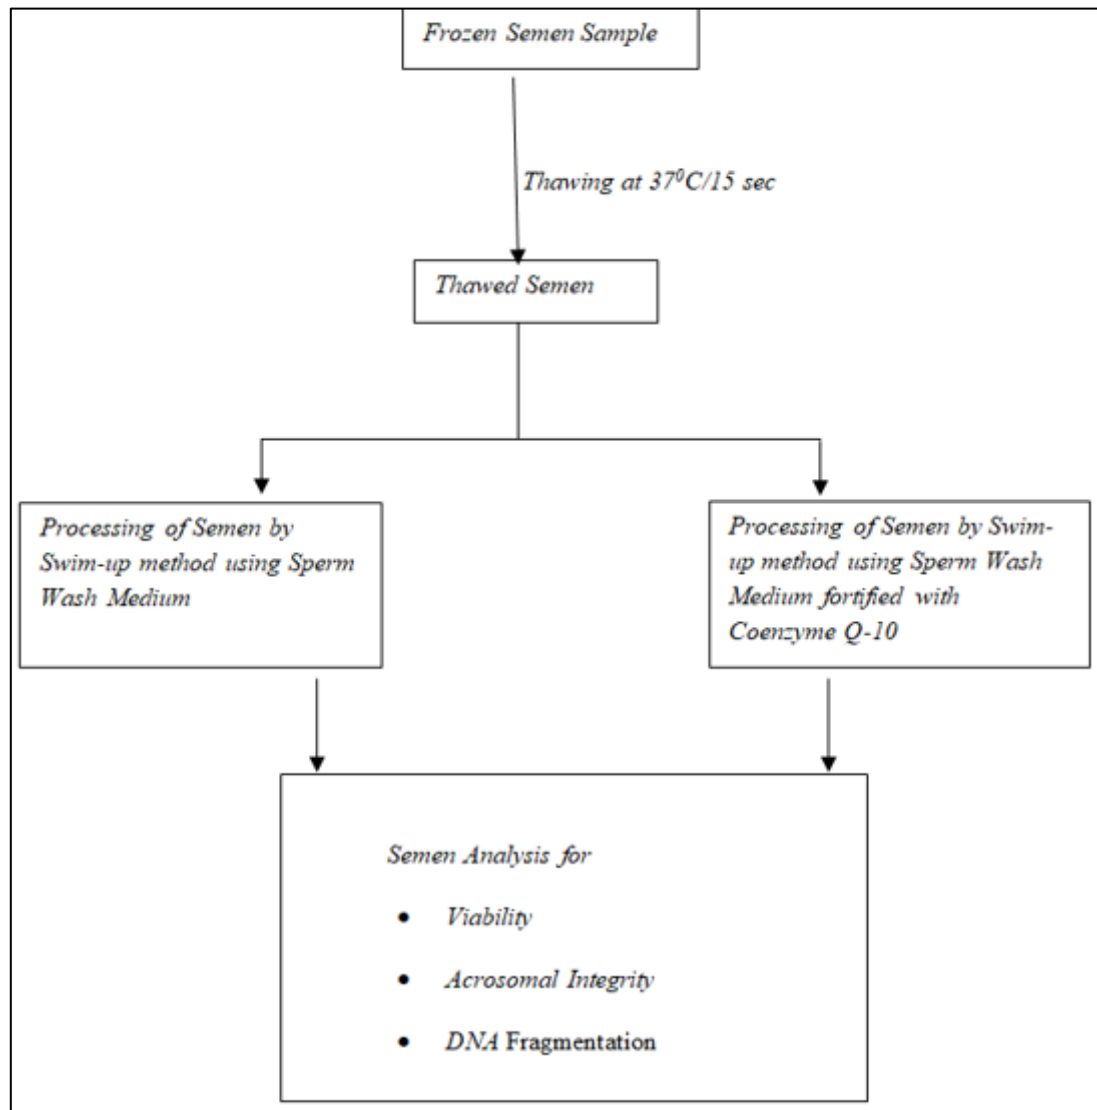 Frozen Semen Sample
Thawing at 37⁰C/15 sec
Thawed Semen
Processing of Semen by
Swim-up method using Sperm
Wash Medium
Processing of Semen by Swim-
up method using Sperm Wash
Medium fortified with
Coenzyme Q-10
Semen Analysis for
• Viability
• Acrosomal Integrity
• DNA Fragmentation